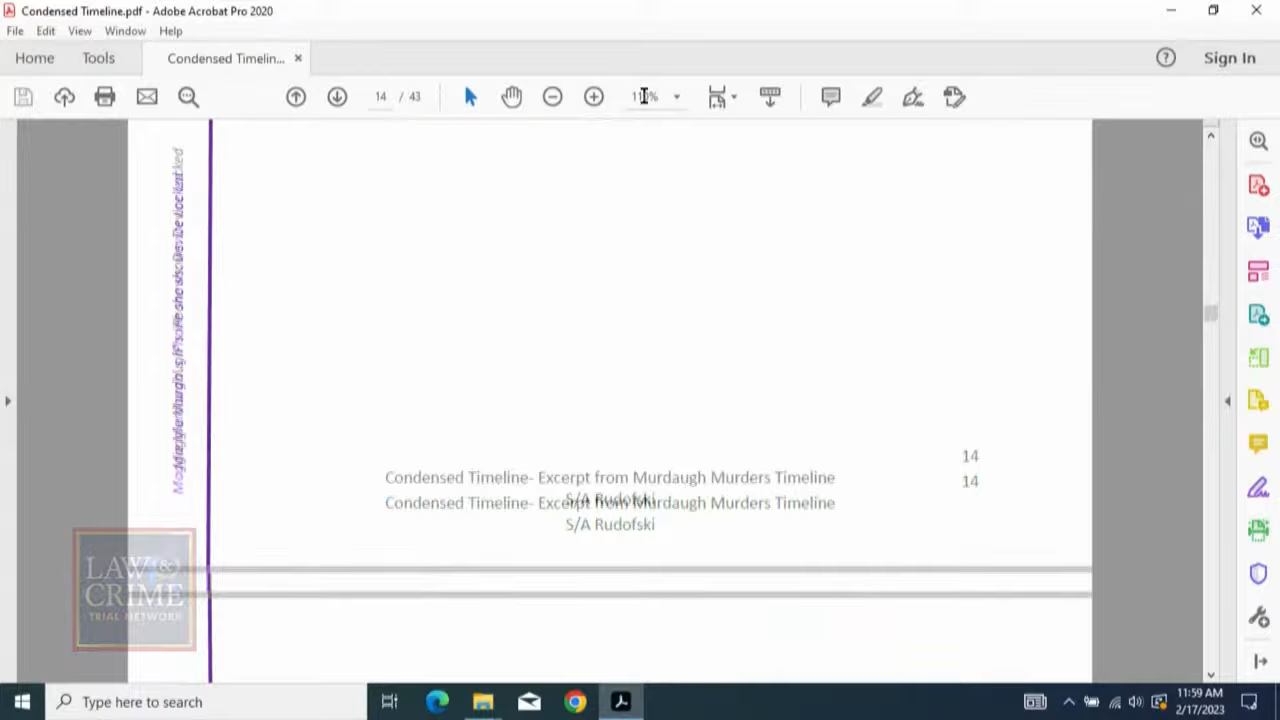 Condensed Timeline.pdf - Adobe Acrobat Pro 2020
File Edit View Window Help
Home Tools Condensed Timelin... × Sign In
14 / 43
14
Condensed Timeline- Excerpt from Murdaugh Murders Timeline
14
S/A Rudofski
Condensed Timeline- Excerpt from Murdaugh Murders Timeline
S/A Rudofski
LAW &
CRIME
TRIAL NETWORK
Type here to search
11:59 AM
2/17/2023